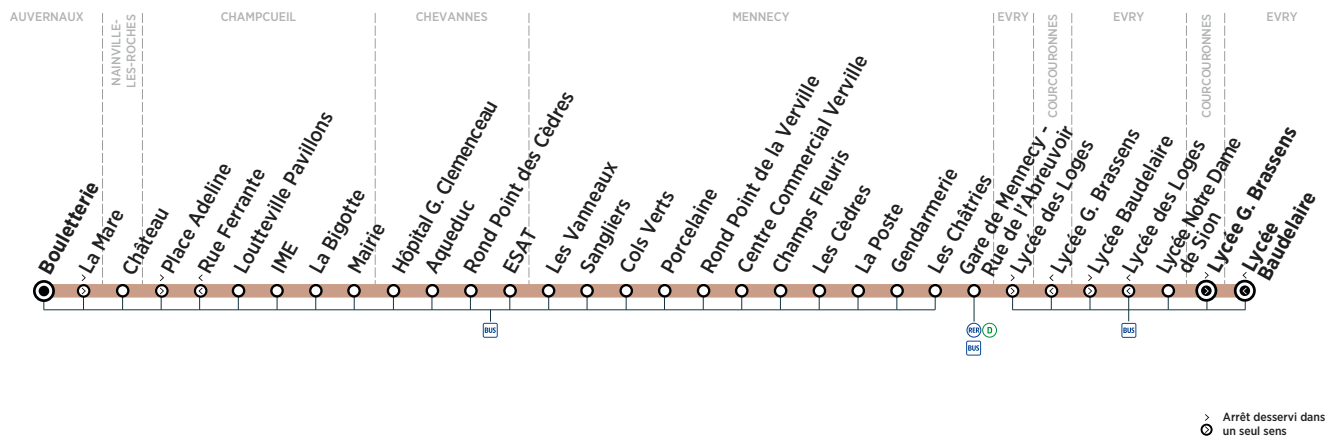 AUVERNAUX
NAINVILLE-
LES-ROCHES
CHAMPCUEIL
CHEVANNES
MENNECY
EVRY
COURCOURONNES
EVRY
COURCOURONNES
EVRY
Bouletterie
> La Mare
Château
> Place Adeline
< Rue Ferrante
Loutteville Pavillons
IME
La Bigotte
Mairie
Hôpital G. Clemenceau
Aqueduc
Rond Point des Cèdres
ESAT
Les Vanneaux
Sangliers
Cols Verts
Porcelaine
Rond Point de la Verville
Centre Commercial Verville
Champs Fleuris
Les Cèdres
La Poste
Gendarmerie
Les Châtries
Gare de Mennecy -
Rue de l'Abreuvoir
> Lycée des Loges
< Lycée G. Brassens
> Lycée Baudelaire
< Lycée des Loges
Lycée Notre Dame
de Sion
> Lycée G. Brassens
< Lycée
Baudelaire
BUS
RER D
BUS
BUS
> Arrêt desservi dans
un seul sens